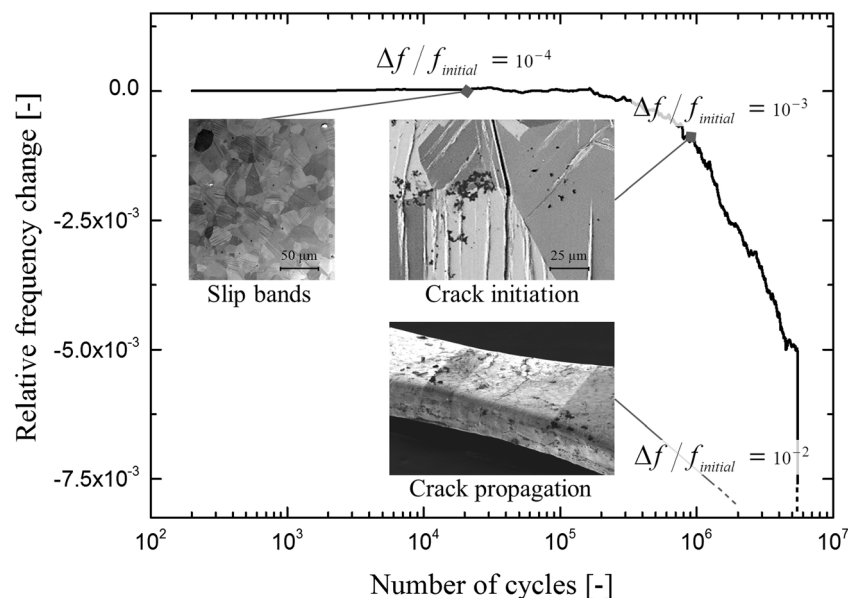 Δf / f_initial = 10^-4
0.0
Δf / f_initial = 10^-3
-2.5x10^-3
50 µm
25 µm
Slip bands
Crack initiation
Relative frequency change [-]
-5.0x10^-3
Δf / f_initial = 10^-2
-7.5x10^-3
Crack propagation
10^2 10^3 10^4 10^5 10^6 10^7
Number of cycles [-]